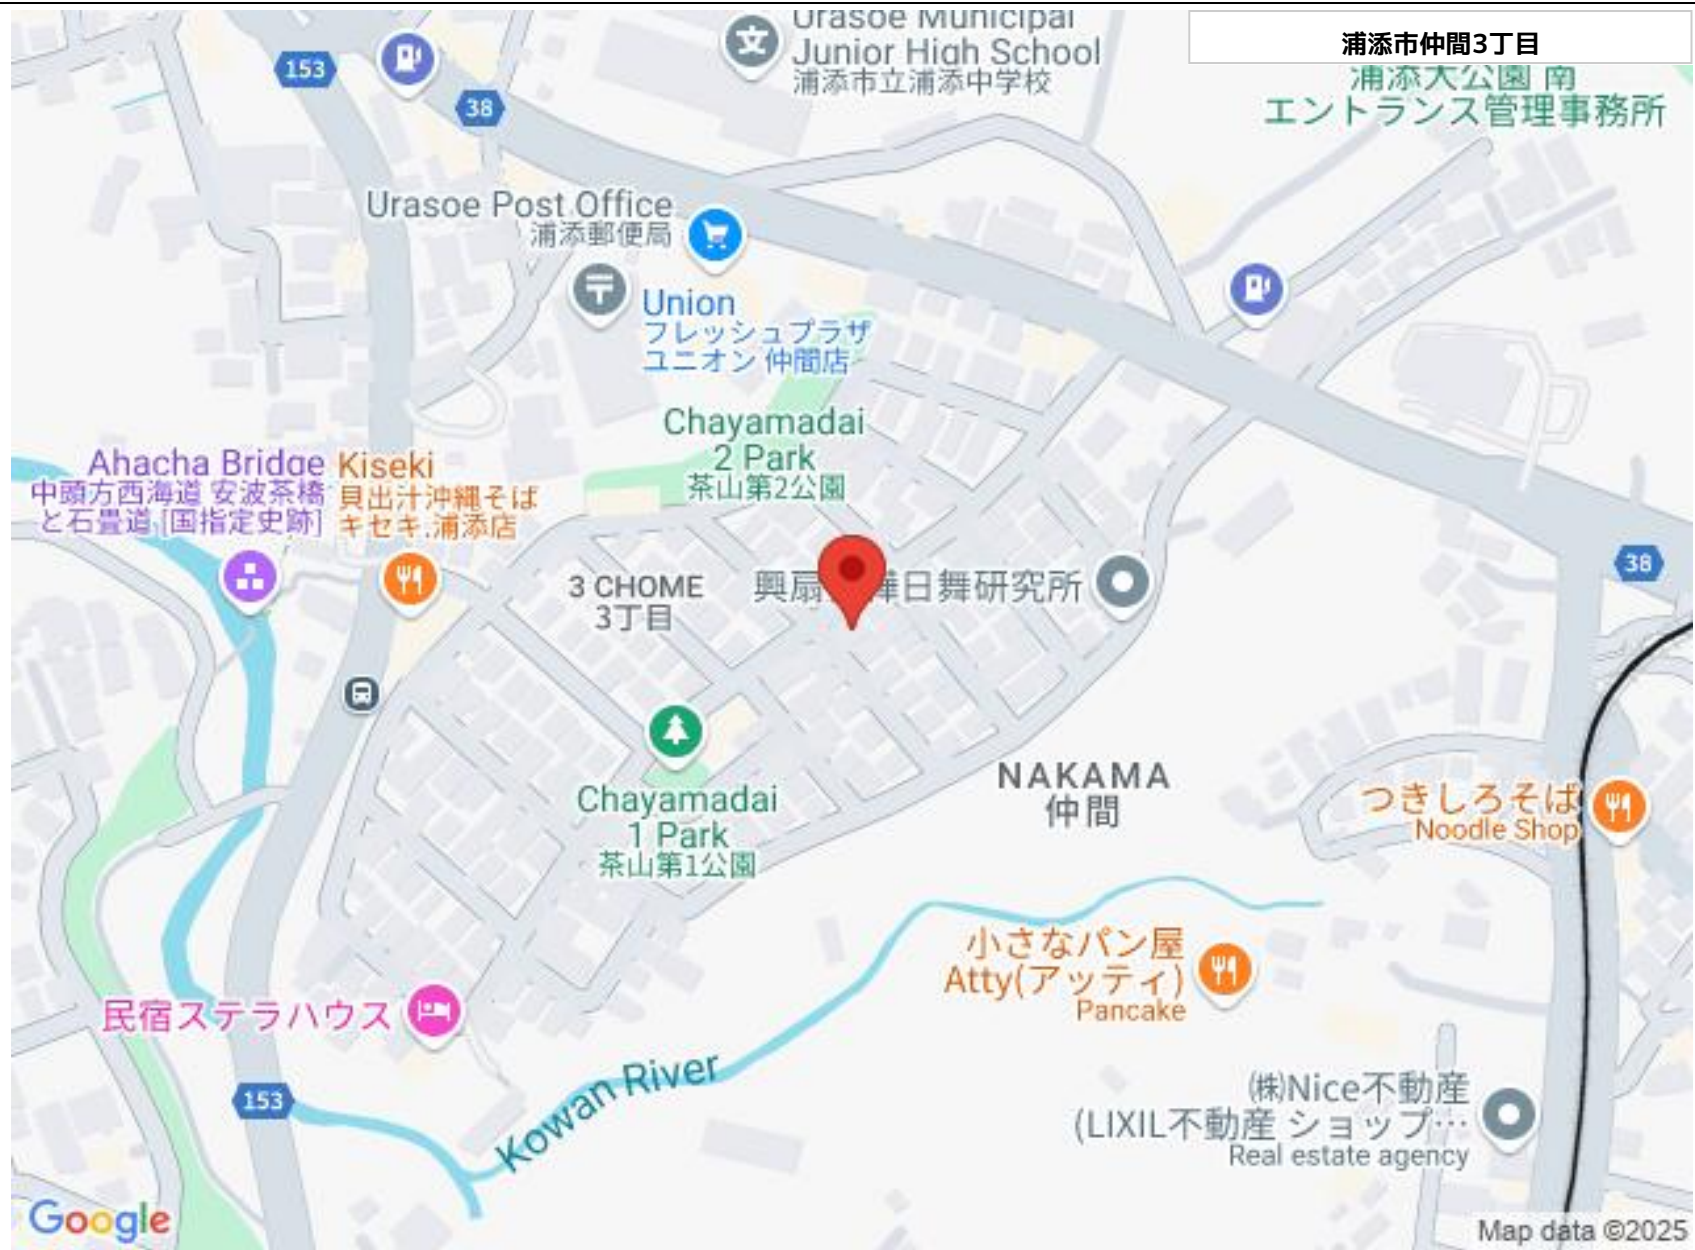 浦添市仲間3丁目
Urasoe Municipal
Junior High School
浦添市立浦添中学校
153
38
浦添大公園 南
エントランス管理事務所
Urasoe Post Office
浦添郵便局
Union
フレッシュプラザ
ユニオン 仲間店
Chayamadai
2 Park
茶山第2公園
Ahacha Bridge
中頭方西海道 安波茶橋
と石畳道 [国指定史跡]
Kiseki
貝出汁沖縄そば
キセキ.浦添店
3 CHOME
3丁目
興扇
日舞研究所
38
Chayamadai
1 Park
茶山第1公園
NAKAMA
仲間
つきしろそば
Noodle Shop
小さなパン屋
Atty(アッティ)
Pancake
民宿ステラハウス
153
Kowan River
㈱Nice不動産
(LIXIL不動産 ショップ…
Real estate agency
Google
Map data ©2025